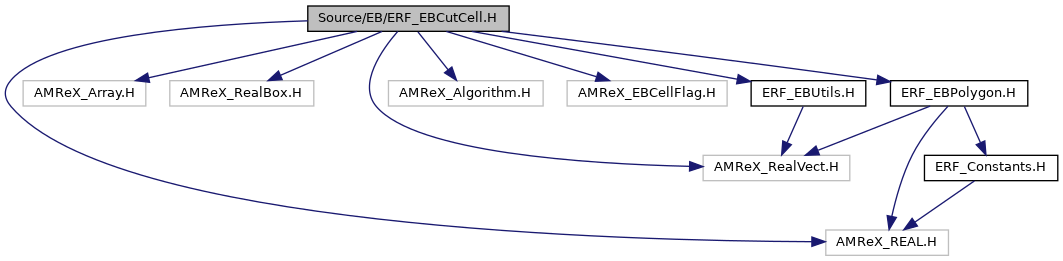 Source/EB/ERF_EBCutCell.H
AMReX_Array.H
AMReX_RealBox.H
AMReX_Algorithm.H
AMReX_EBCellFlag.H
ERF_EBUtils.H
ERF_EBPolygon.H
AMReX_RealVect.H
ERF_Constants.H
AMReX_REAL.H